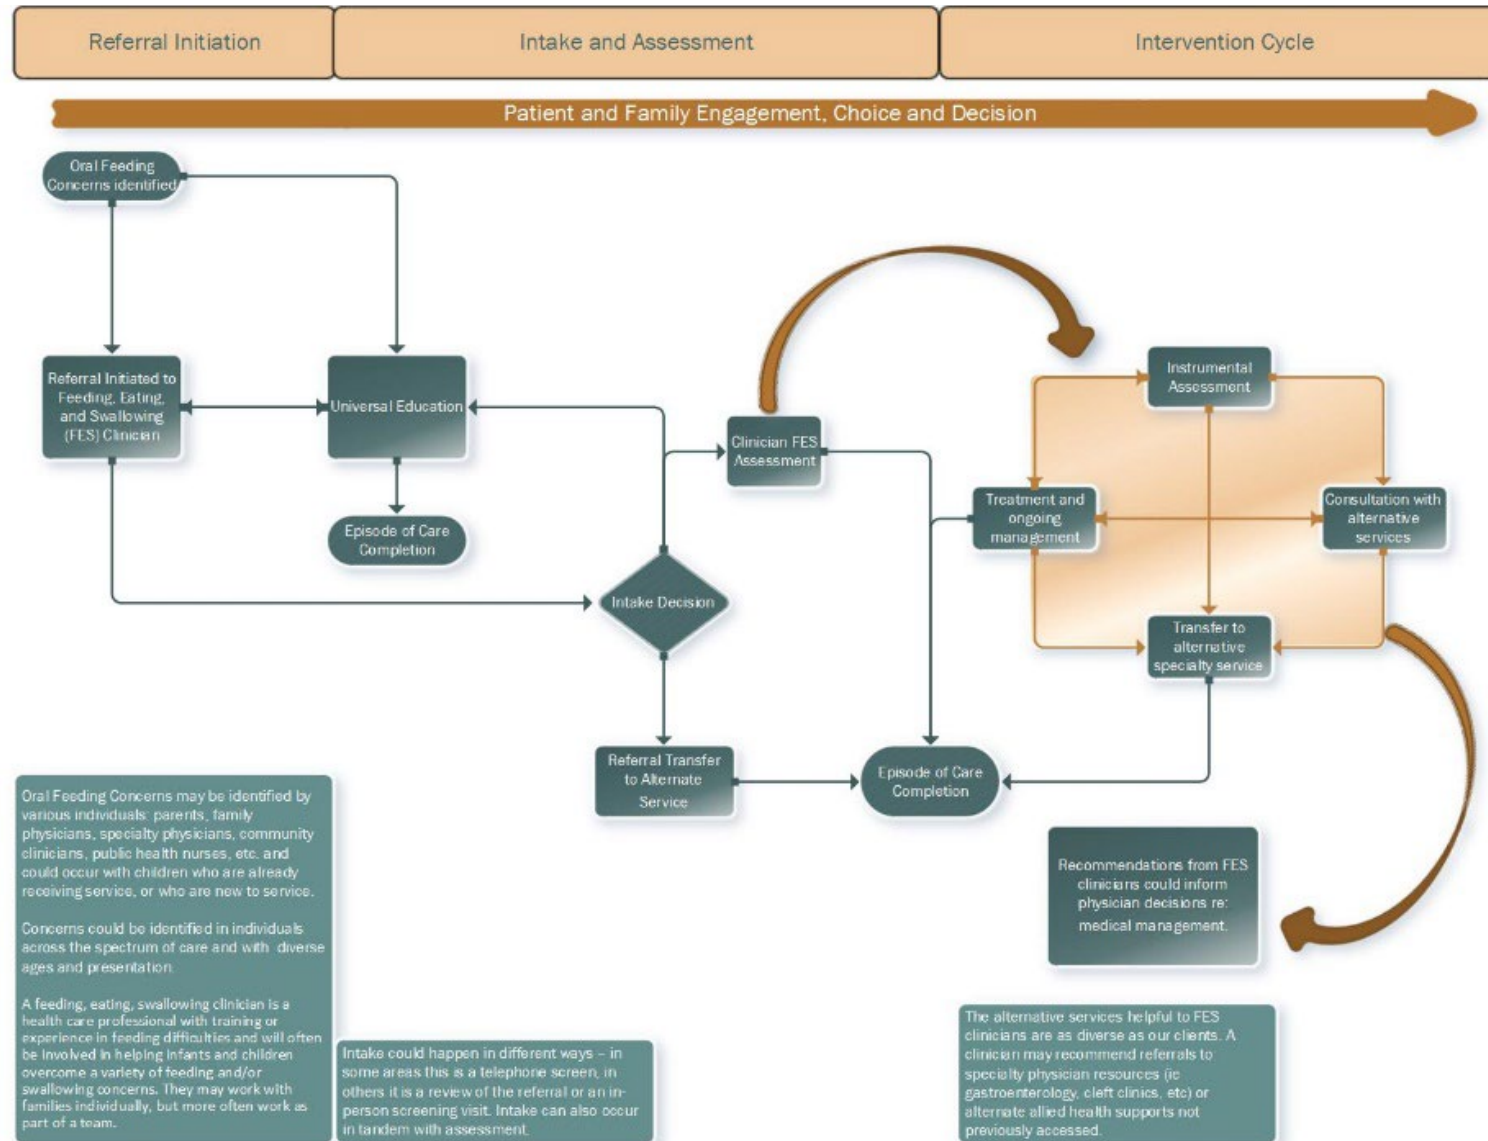 Referral Initiation
Intake and Assessment
Intervention Cycle
Patient and Family Engagement, Choice and Decision
Oral Feeding
Concerns identified
Referral Initiated to
Feeding, Eating,
and Swallowing
(FES) Clinician
Universal Education
Episode of Care
Completion
Intake Decision
Clinician FES
Assessment
Referral Transfer
to Alternate
Service
Episode of Care
Completion
Instrumental
Assessment
Treatment and
ongoing
management
Consultation with
alternative
services
Transfer to
alternative
specialty service
Recommendations from FES
clinicians could inform
physician decisions re:
medical management.
Oral Feeding Concerns may be identified by
various individuals: parents, family
physicians, specialty physicians, community
clinicians, public health nurses, etc. and
could occur with children who are already
receiving service, or who are new to service.
Concerns could be identified in individuals
across the spectrum of care and with diverse
ages and presentation.
A feeding, eating, swallowing clinician is a
health care professional with training or
experience in feeding difficulties and will often
be involved in helping infants and children
overcome a variety of feeding and/or
swallowing concerns. They may work with
families individually, but more often work as
part of a team.
Intake could happen in different ways – in
some areas this is a telephone screen, in
others it is a review of the referral or an in-
person screening visit. Intake can also occur
in tandem with assessment.
The alternative services helpful to FES
clinicians are as diverse as our clients. A
clinician may recommend referrals to
specialty physician resources (ie
gastroenterology, cleft clinics, etc) or
alternate allied health supports not
previously accessed.